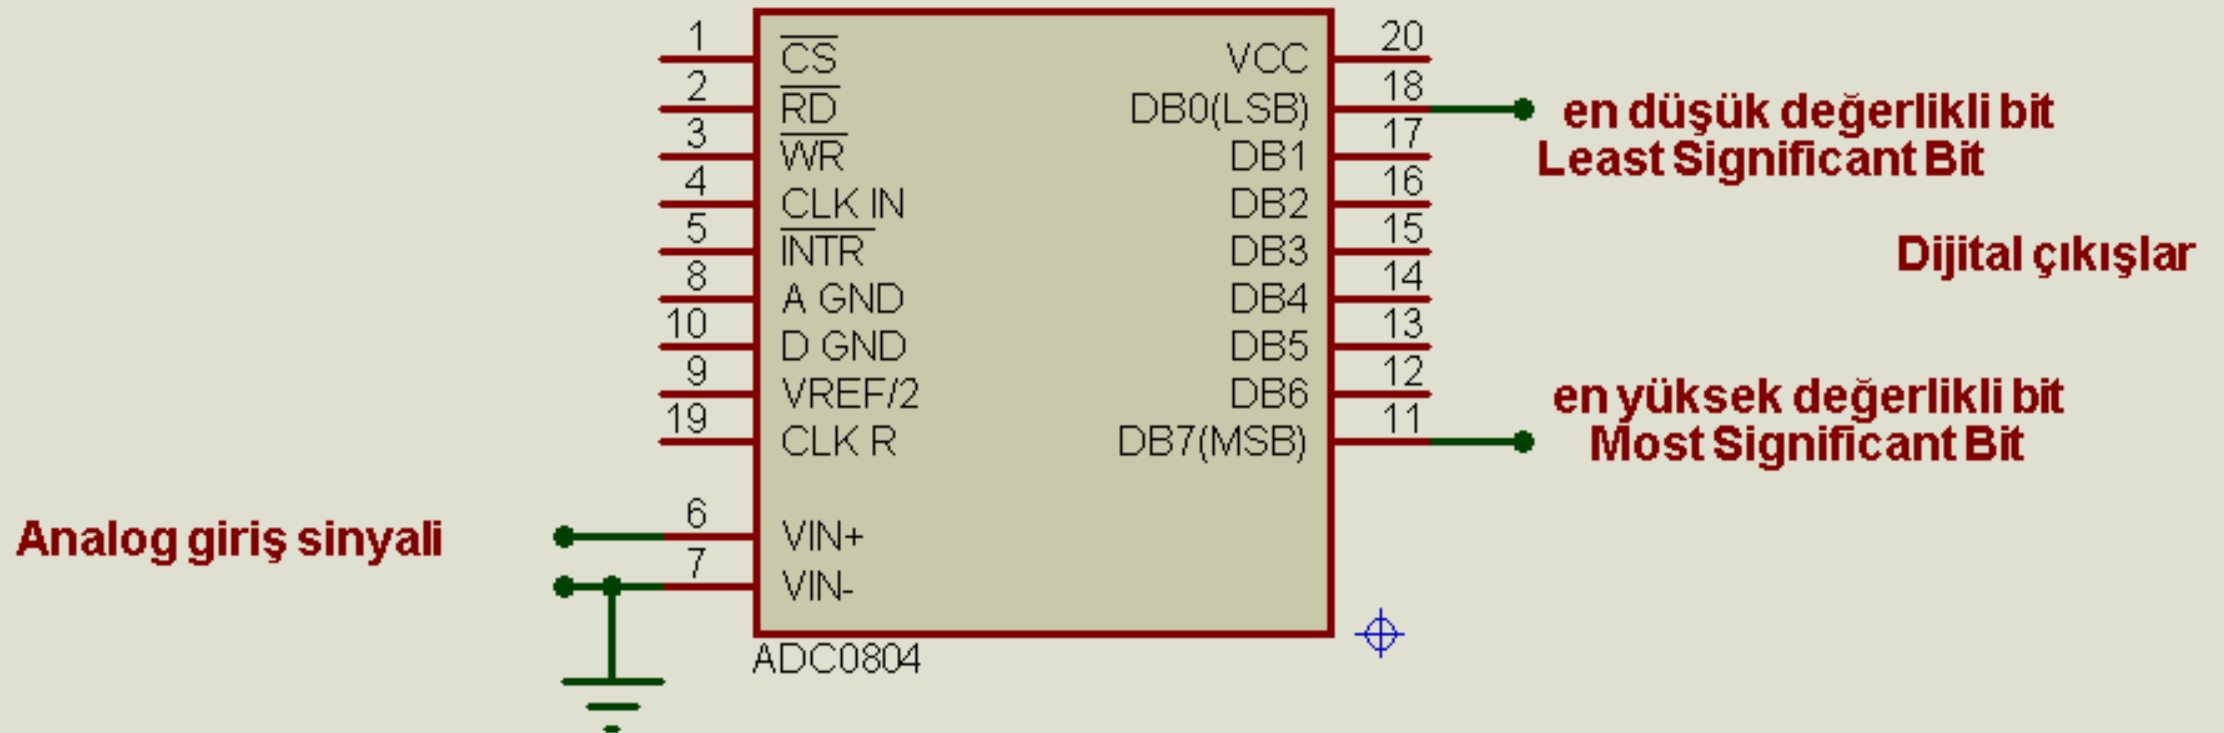 1
CS
2
RD
3
WR
4
CLK IN
5
INTR
8
A GND
10
D GND
9
VREF/2
19
CLK R
6
VIN+
7
VIN-
20
VCC
18
DB0(LSB)
17
DB1
16
DB2
15
DB3
14
DB4
13
DB5
12
DB6
11
DB7(MSB)
en düşük değerlikli bit
Least Significant Bit
Dijital çıkışlar
en yüksek değerlikli bit
Most Significant Bit
Analog giriş sinyali
ADC0804